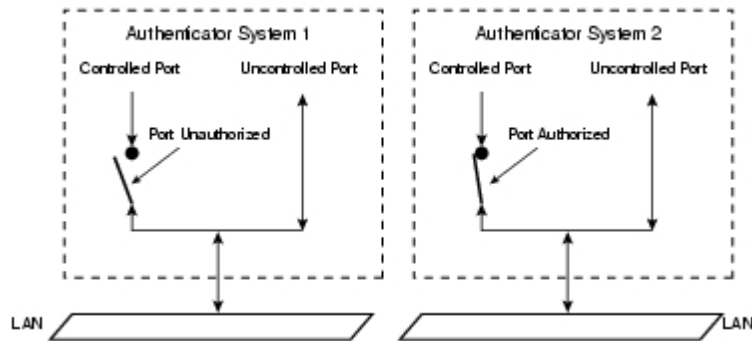 Authenticator System 1
Controlled Port
Uncontrolled Port
Port Unauthorized
LAN
Authenticator System 2
Controlled Port
Uncontrolled Port
Port Authorized
LAN